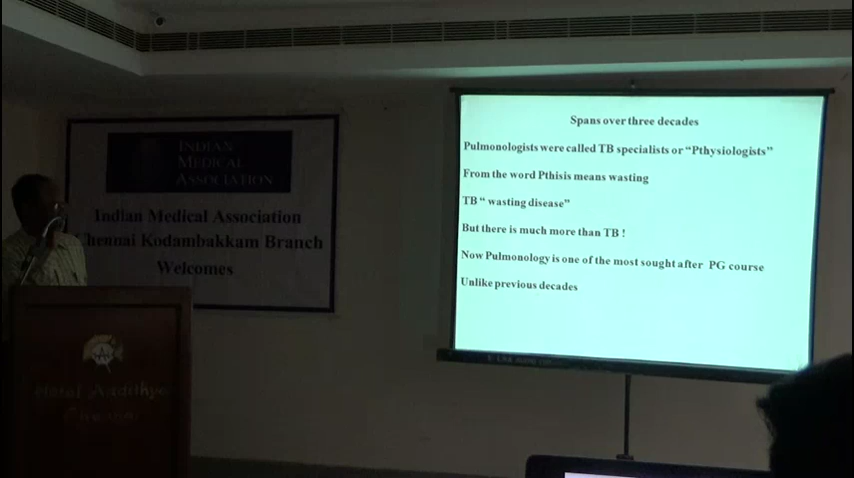 INDIAN
MEDICAL
ASSOCIATION
Indian Medical Association
Chennai Kodambakkam Branch
Welcomes
Spans over three decades
Pulmonologists were called TB specialists or “Pthysiologists”
From the word Pthisis means wasting
TB “ wasting disease”
But there is much more than TB !
Now Pulmonology is one of the most sought after PG course
Unlike previous decades
Hotel Aadithya